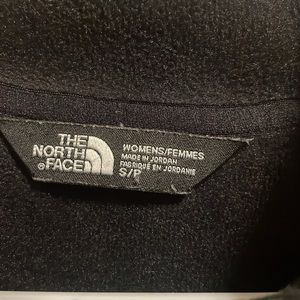 THE
NORTH
FACE
WOMENS/FEMMES
MADE IN JORDAN
FABRIQUÉ EN JORDANIE
S/P